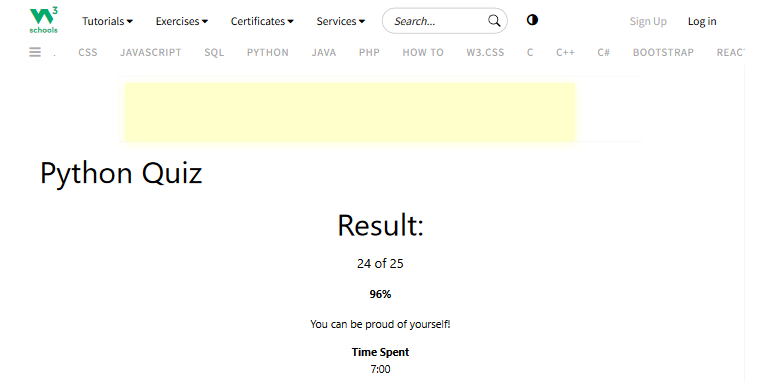 W3 schools
Tutorials Exercises Certificates Services Search... Sign Up Log in
. CSS JAVASCRIPT SQL PYTHON JAVA PHP HOW TO W3.CSS C C++ C# BOOTSTRAP REACT
Python Quiz
Result:
24 of 25
96%
You can be proud of yourself!
Time Spent
7:00